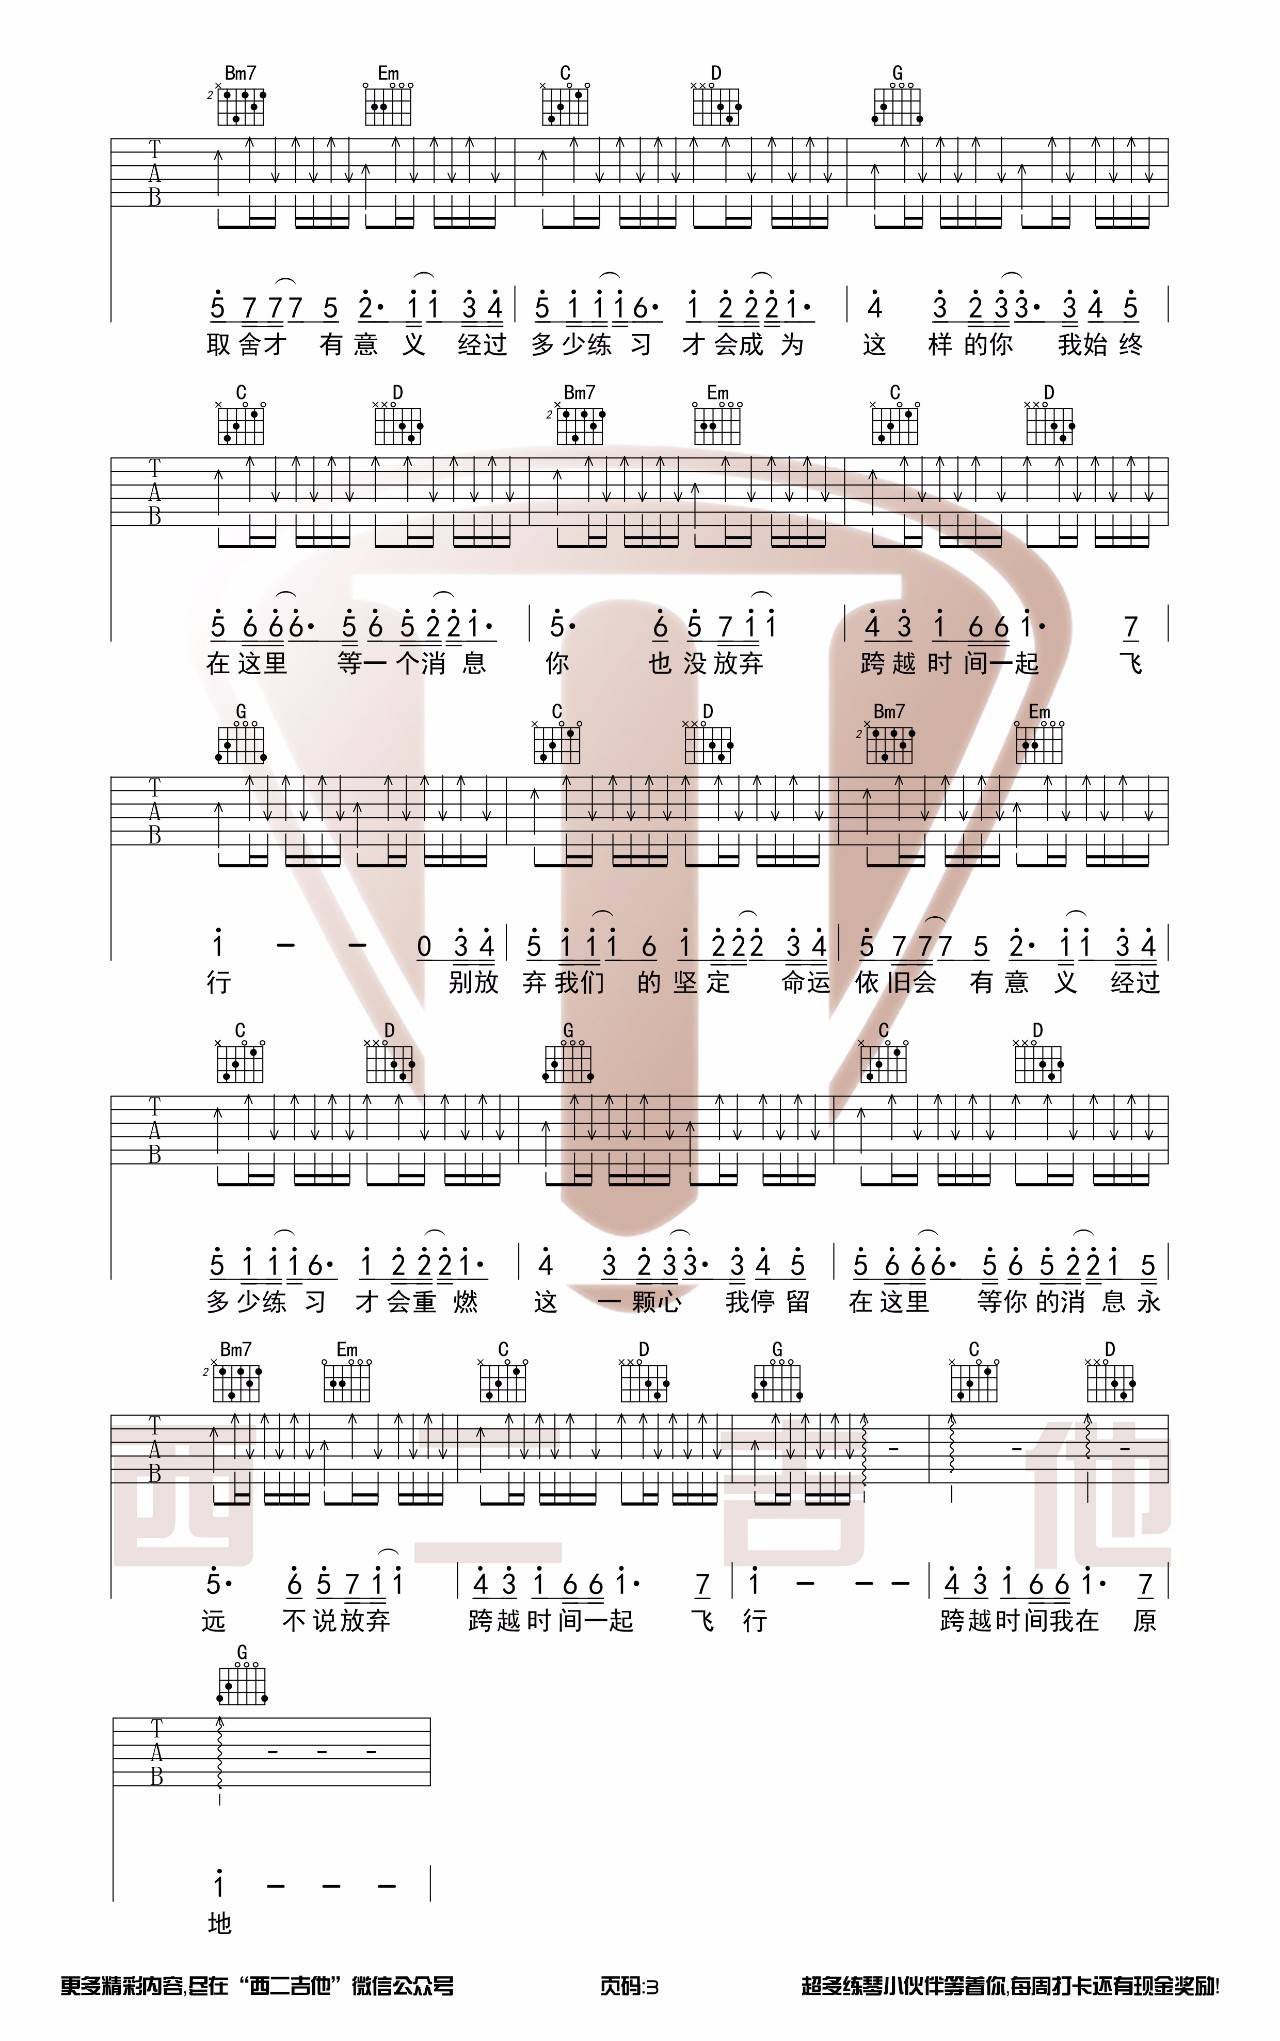 Bm7 Em C D G
2
T
A
B
5 7 7 7 5 2· 1 1 3 4 5 1 1 1 6· 1 2 2 2 1· 4 3 2 3 3· 3 4 5
取舍才 有意义 经过多少练习 才会成为 这 样的你 我始终
C D Bm7 Em C D
2
T
A
B
5 6 6 6· 5 6 5 2 2 1· 5· 6 5 7 1 1 4 3 1 6 6 1· 7
在这里 等一个消息 你 也没放弃 跨越时间一起 飞
G C D Bm7 Em
2
T
A
B
1 - - 0 3 4 5 1 1 1 6 1 2 2 2 3 4 5 7 7 7 5 2· 1 1 3 4
行 别放弃我们 的坚定 命运依旧会 有意义 经过
C D G C D
T
A
B
5 1 1 1 6· 1 2 2 2 1· 4 3 2 3 3· 3 4 5 5 6 6 6· 5 6 5 2 2 1 5
多少练习 才会重燃 这 一颗心 我停留在这里 等你的消息永
Bm7 Em C D G C D
2
T
A
B
5· 6 5 7 1 1 4 3 1 6 6 1· 7 1 - - - 4 3 1 6 6 1· 7
远 不说放弃 跨越时间一起 飞行 跨越时间我在 原
西二吉他
G
T
A
B
1 - - -
地
更多精彩内容,尽在“西二吉他”微信公众号 页码:3 超多练琴小伙伴等着你,每周打卡还有现金奖励!